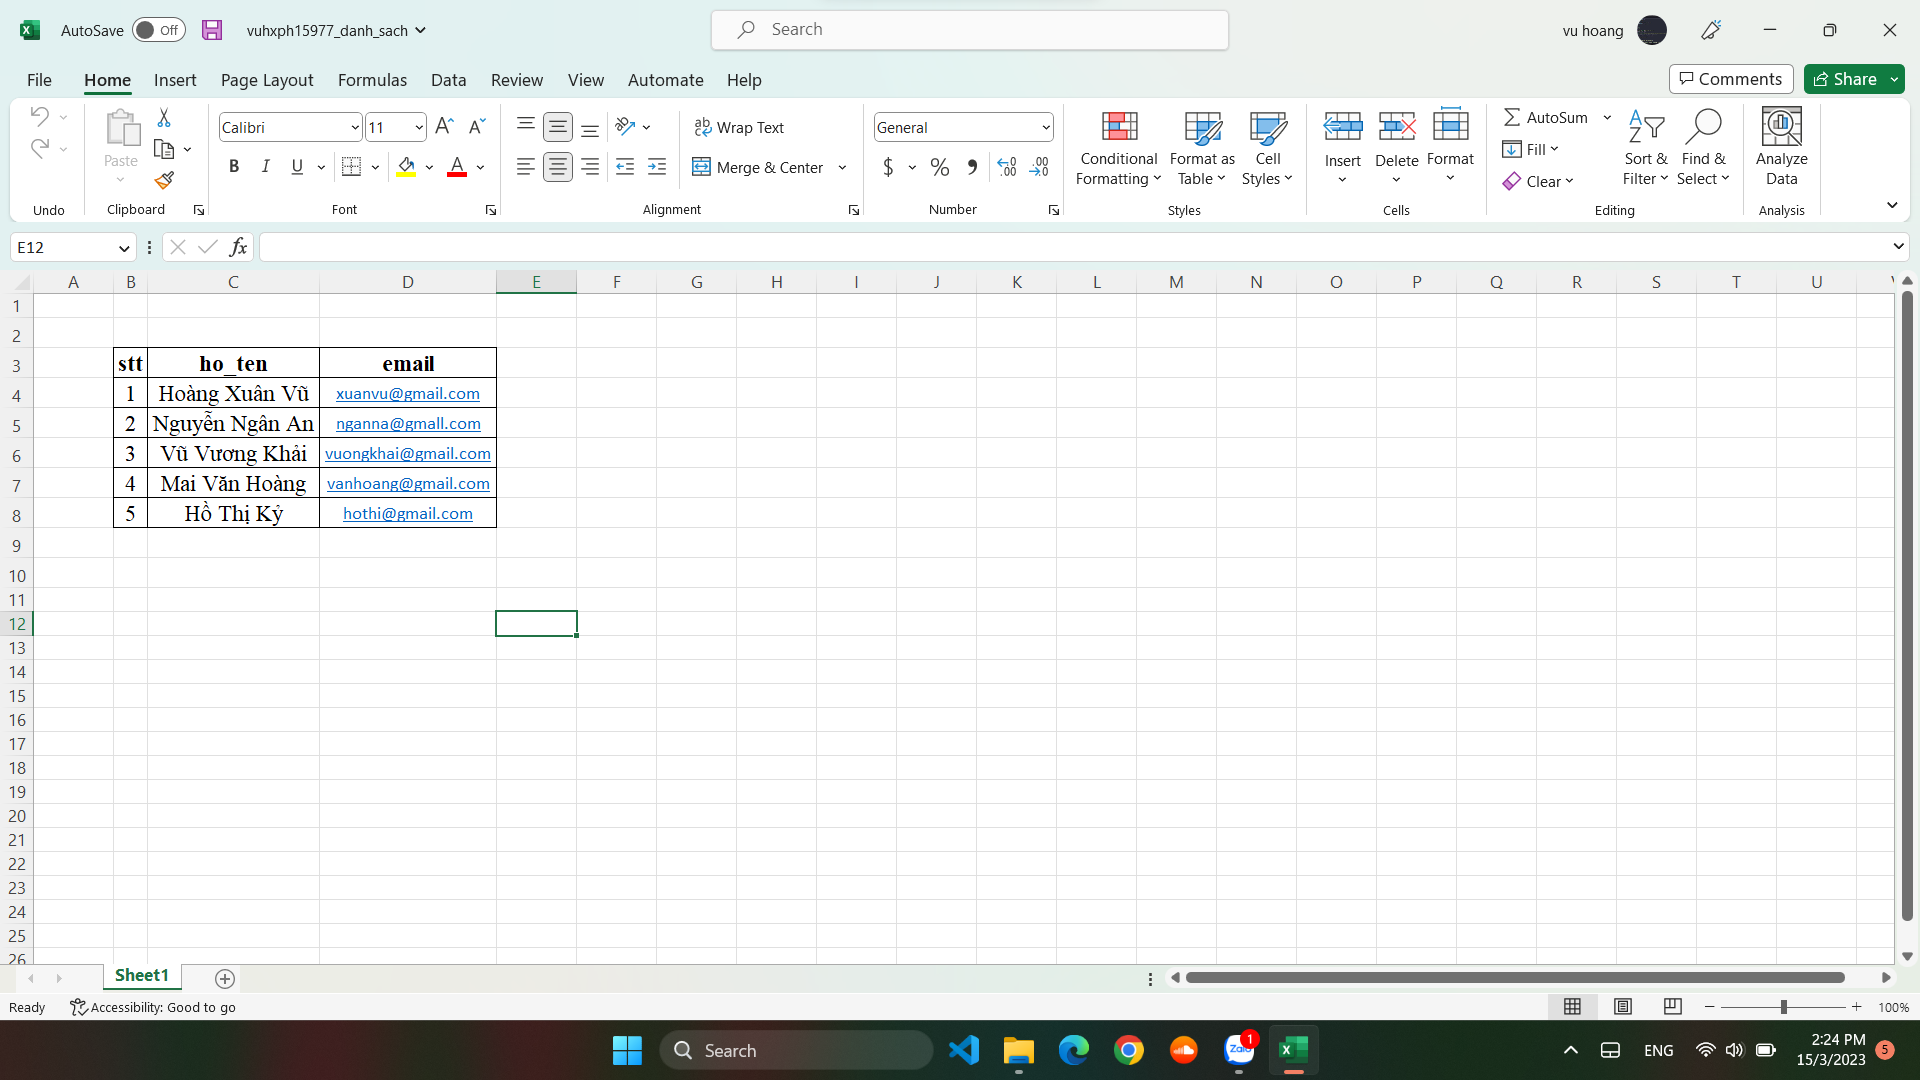 AutoSave Off vuhxph15977_danh_sach Search vu hoang
File Home Insert Page Layout Formulas Data Review View Automate Help Comments Share
Calibri 11 Wrap Text General AutoSum
Paste B I U A Merge & Center $ % Conditional Formatting Format as Table Cell Styles Insert Delete Format Fill Sort & Filter Find & Select Analyze Data
Clear
Undo Clipboard Font Alignment Number Styles Cells Editing Analysis
E12 fx
A B C D E F G H I J K L M N O P Q R S T U
1
2
3 stt ho_ten email
4 1 Hoàng Xuân Vũ xuanvu@gmail.com
5 2 Nguyễn Ngân An nganna@gmall.com
6 3 Vũ Vương Khải vuongkhai@gmail.com
7 4 Mai Văn Hoàng vanhoang@gmail.com
8 5 Hồ Thị Kỷ hothi@gmail.com
9
10
11
12
13
14
15
16
17
18
19
20
21
22
23
24
25
26
Sheet1
Ready Accessibility: Good to go 100%
Search Zalo 1 ENG 2:24 PM 5
15/3/2023